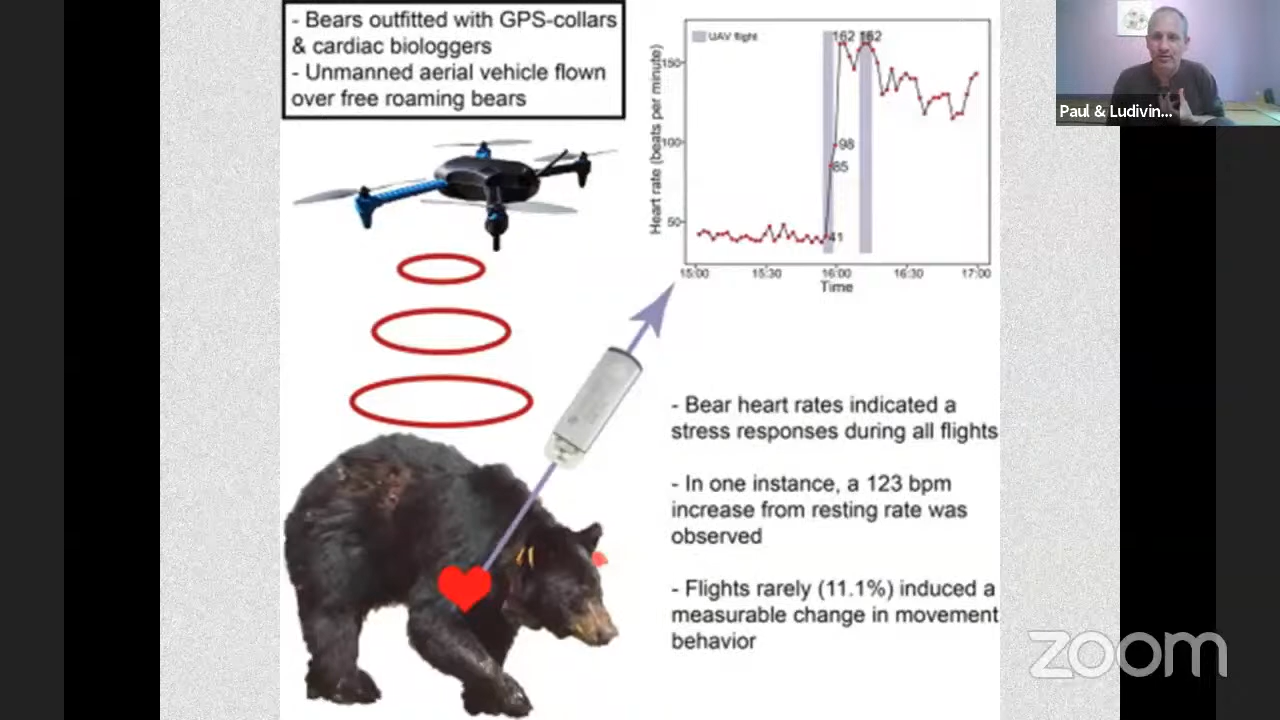 - Bears outfitted with GPS-collars
& cardiac biologgers
- Unmanned aerial vehicle flown
over free roaming bears
UAV flight
162 162
150
100
50
98
85
41
Heart rate (beats per minute)
15:00 15:30 16:00 16:30 17:00
Time
Paul & Ludivin...
- Bear heart rates indicated a
stress responses during all flights
- In one instance, a 123 bpm
increase from resting rate was
observed
- Flights rarely (11.1%) induced a
measurable change in movement
behavior
zoom